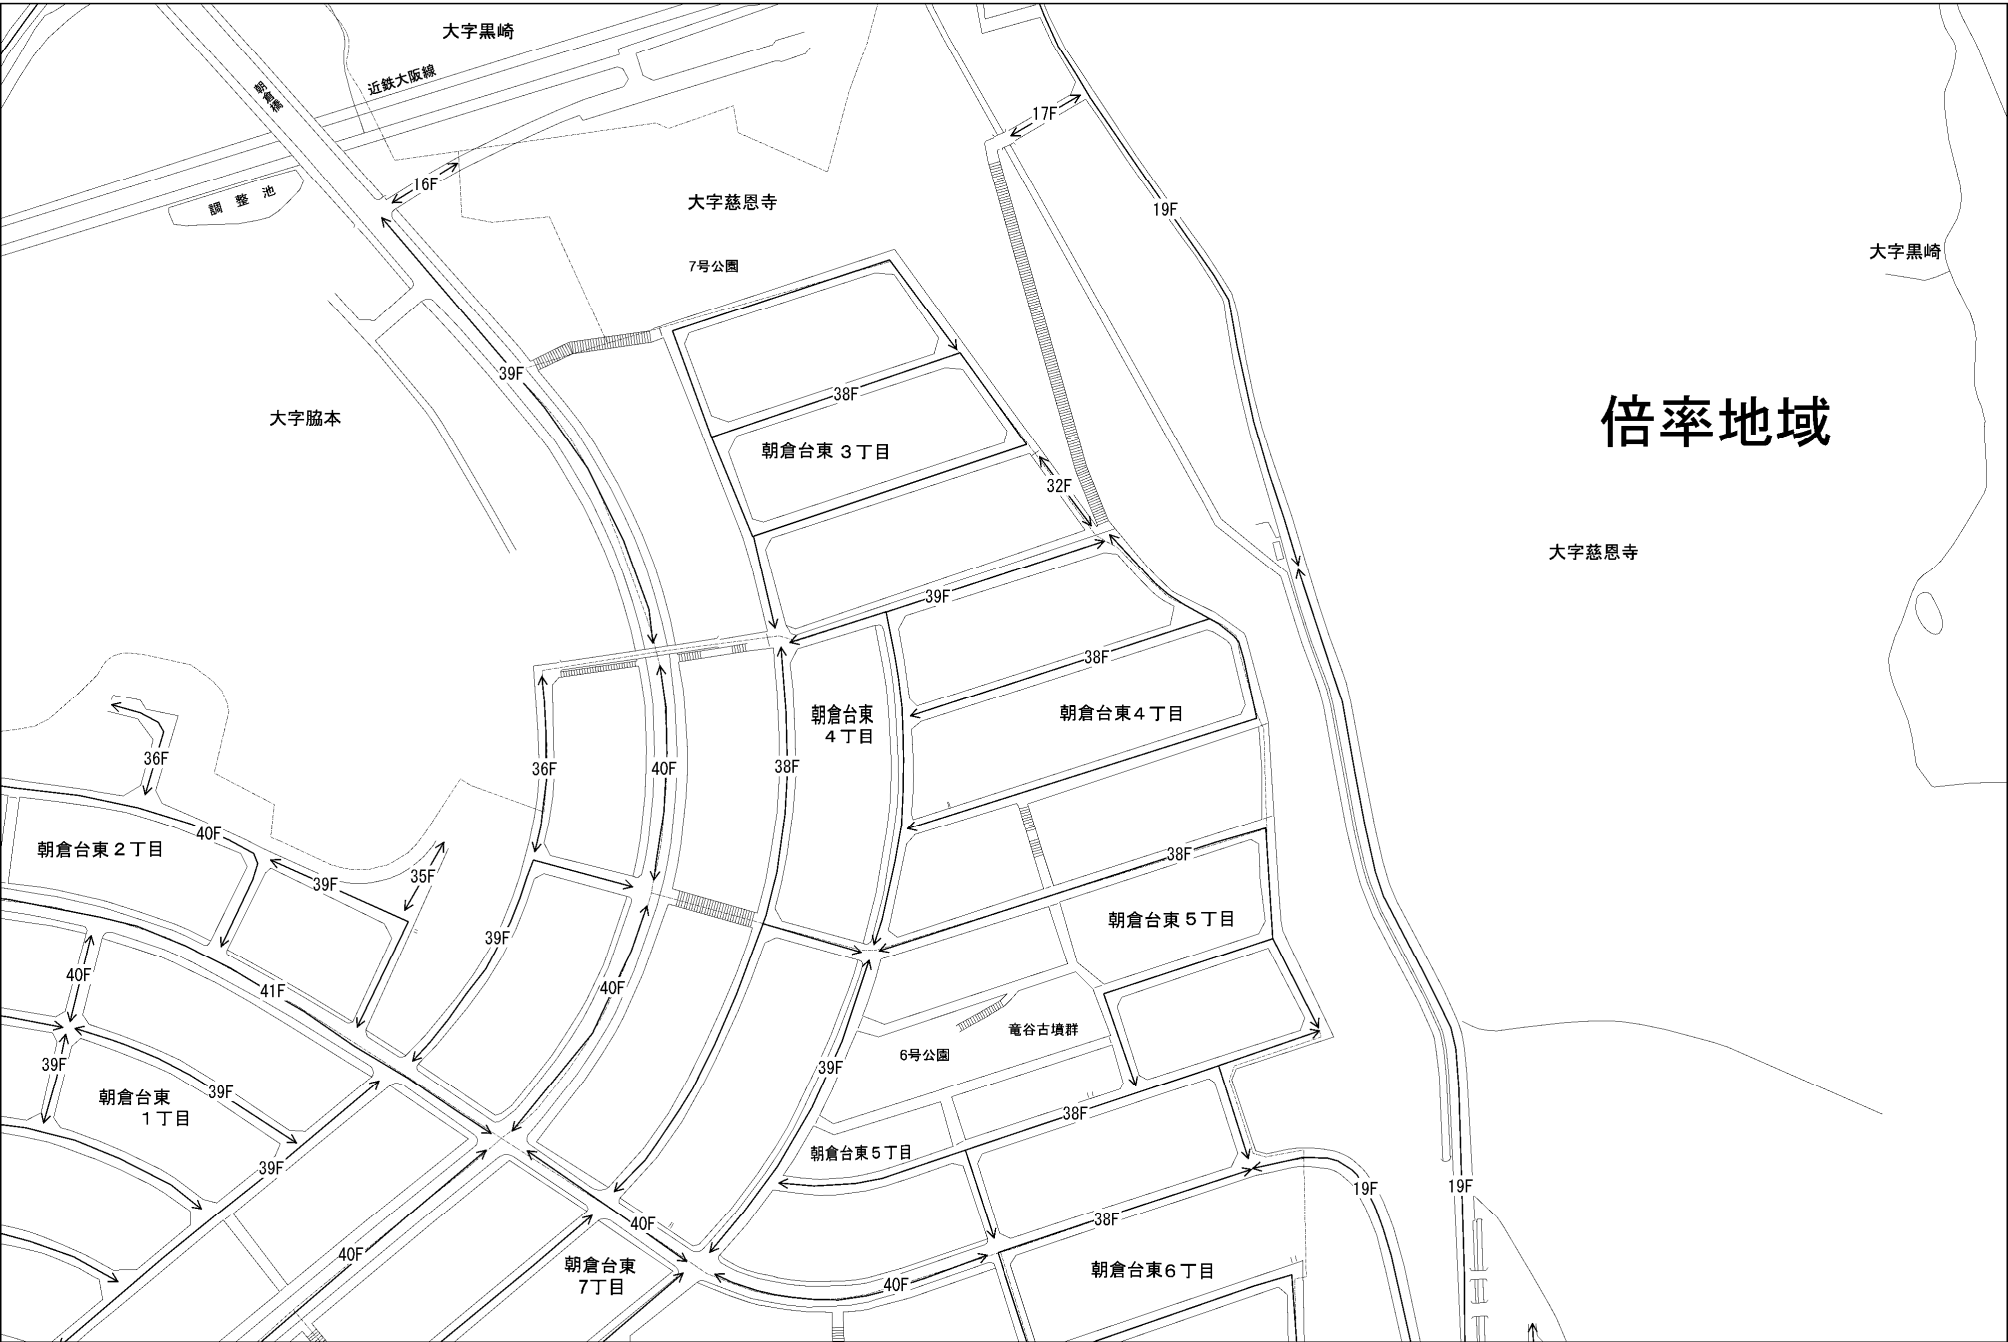 大字黒崎
近鉄大阪線
朝倉橋
17F
16F
調整池
大字慈恩寺
19F
大字黒崎
7号公園
39F
38F
倍率地域
大字脇本
朝倉台東３丁目
32F
大字慈恩寺
39F
38F
朝倉台東
４丁目
朝倉台東４丁目
36F
36F
40F
38F
40F
朝倉台東２丁目
38F
35F
39F
朝倉台東５丁目
39F
40F
40F
41F
竜谷古墳群
6号公園
39F
39F
39F
朝倉台東
１丁目
38F
朝倉台東５丁目
39F
19F
19F
40F
38F
40F
朝倉台東
７丁目
朝倉台東６丁目
40F